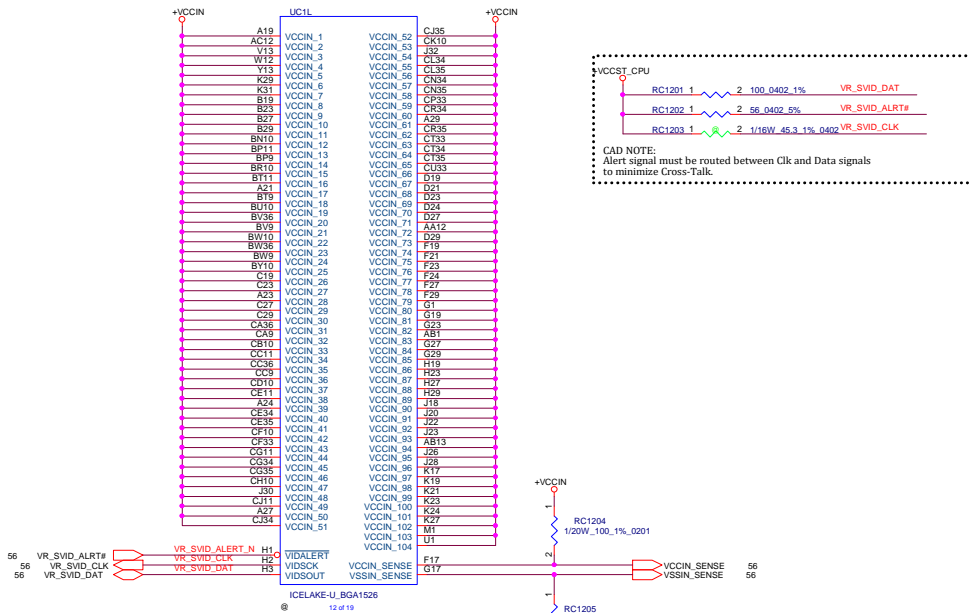 +VCCIN UC1L +VCCIN
A19 VCCIN_1 VCCIN_52 CJ35
AC12 VCCIN_2 VCCIN_53 CK10
V13 VCCIN_3 VCCIN_54 J32
W12 VCCIN_4 VCCIN_55 CL34
Y13 VCCIN_5 VCCIN_56 CL35
K29 VCCIN_6 VCCIN_57 CN34
K31 VCCIN_7 VCCIN_58 CN35
B19 VCCIN_8 VCCIN_59 CP33
B23 VCCIN_9 VCCIN_60 CR34
B27 VCCIN_10 VCCIN_61 A29
B29 VCCIN_11 VCCIN_62 CR35
BN10 VCCIN_12 VCCIN_63 CT33
BP11 VCCIN_13 VCCIN_64 CT34
BP9 VCCIN_14 VCCIN_65 CT35
BR10 VCCIN_15 VCCIN_66 CU33
BT11 VCCIN_16 VCCIN_67 D19
A21 VCCIN_17 VCCIN_68 D21
BT9 VCCIN_18 VCCIN_69 D23
BU10 VCCIN_19 VCCIN_70 D24
BV36 VCCIN_20 VCCIN_71 D27
BV9 VCCIN_21 VCCIN_72 AA12
BW10 VCCIN_22 VCCIN_73 D29
BW36 VCCIN_23 VCCIN_74 F19
BW9 VCCIN_24 VCCIN_75 F21
BY10 VCCIN_25 VCCIN_76 F23
C19 VCCIN_26 VCCIN_77 F24
C23 VCCIN_27 VCCIN_78 F27
A23 VCCIN_28 VCCIN_79 F29
C27 VCCIN_29 VCCIN_80 G1
C29 VCCIN_30 VCCIN_81 G19
CA36 VCCIN_31 VCCIN_82 G23
CA9 VCCIN_32 VCCIN_83 AB1
CB10 VCCIN_33 VCCIN_84 G27
CC11 VCCIN_34 VCCIN_85 G29
CC36 VCCIN_35 VCCIN_86 H19
CC9 VCCIN_36 VCCIN_87 H23
CD10 VCCIN_37 VCCIN_88 H27
CE11 VCCIN_38 VCCIN_89 H29
A24 VCCIN_39 VCCIN_90 J18
CE34 VCCIN_40 VCCIN_91 J20
CE35 VCCIN_41 VCCIN_92 J22
CF10 VCCIN_42 VCCIN_93 J23
CF33 VCCIN_43 VCCIN_94 AB13
CG11 VCCIN_44 VCCIN_95 J26
CG34 VCCIN_45 VCCIN_96 J28
CG35 VCCIN_46 VCCIN_97 K17
CH10 VCCIN_47 VCCIN_98 K19
J30 VCCIN_48 VCCIN_99 K21
CJ11 VCCIN_49 VCCIN_100 K23
A27 VCCIN_50 VCCIN_101 K24
CJ34 VCCIN_51 VCCIN_102 K27
VCCIN_103 M1
VCCIN_104 U1
56 VR_SVID_ALRT# VR_SVID_ALERT_N H1 VIDALERT
56 VR_SVID_CLK VR_SVID_CLK H2 VIDSCK VCCIN_SENSE F17 VCCIN_SENSE 56
56 VR_SVID_DAT VR_SVID_DAT H3 VIDSOUT VSSIN_SENSE G17 VSSIN_SENSE 56
ICELAKE-U_BGA1526
@ 12 of 19
+VCCST_CPU
RC1201 1 2 100_0402_1% VR_SVID_DAT
RC1202 1 2 56_0402_5% VR_SVID_ALRT#
RC1203 1 @ 2 1/16W_45.3_1%_0402 VR_SVID_CLK
CAD NOTE:
Alert signal must be routed between Clk and Data signals
to minimize Cross-Talk.
+VCCIN
1
RC1204
1/20W_100_1%_0201
2
1
RC1205